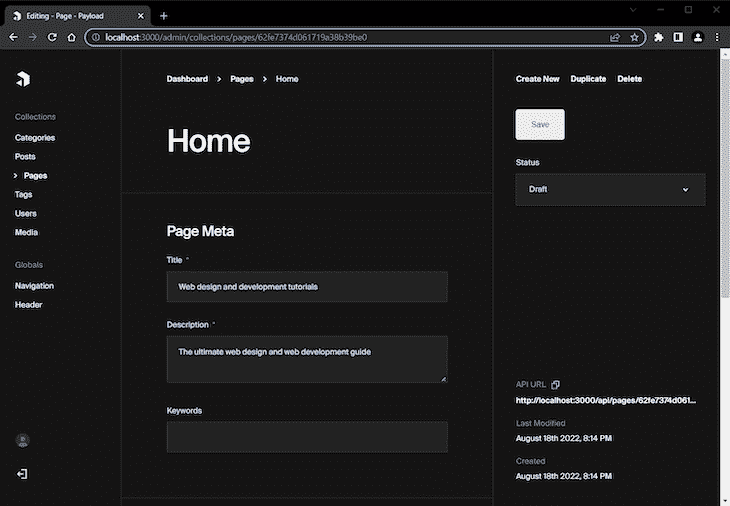 Editing - Page - Payload
localhost:3000/admin/collections/pages/62fe7374d061719a38b39be0
Dashboard > Pages > Home
Create New Duplicate Delete
Collections
Categories
Posts
> Pages
Tags
Users
Media
Globals
Navigation
Header
Home
Page Meta
Title *
Web design and development tutorials
Description *
The ultimate web design and web development guide
Keywords
Save
Status
Draft
API URL
http://localhost:3000/api/pages/62fe7374d061...
Last Modified
August 18th 2022, 8:14 PM
Created
August 18th 2022, 8:14 PM